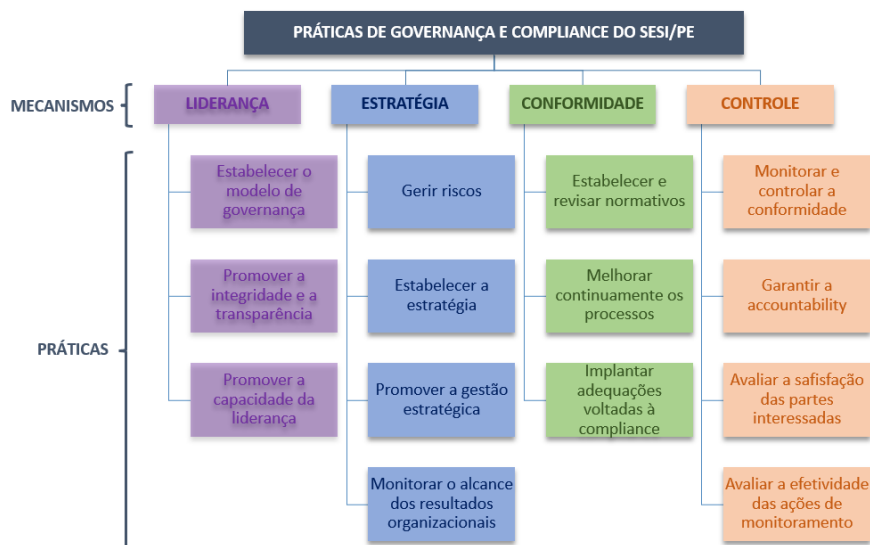 PRÁTICAS DE GOVERNANÇA E COMPLIANCE DO SESI/PE
MECANISMOS
LIDERANÇA
ESTRATÉGIA
CONFORMIDADE
CONTROLE
PRÁTICAS
Estabelecer o
modelo de
governança
Promover a
integridade e a
transparência
Promover a
capacidade da
liderança
Gerir riscos
Estabelecer a
estratégia
Promover a gestão
estratégica
Monitorar o alcance
dos resultados
organizacionais
Estabelecer e
revisar normativos
Melhorar
continuamente os
processos
Implantar
adequações
voltadas à
compliance
Monitorar e
controlar a
conformidade
Garantir a
accountability
Avaliar a safisfação
das partes
interessadas
Avaliar a efetividade
das ações de
monitoramento